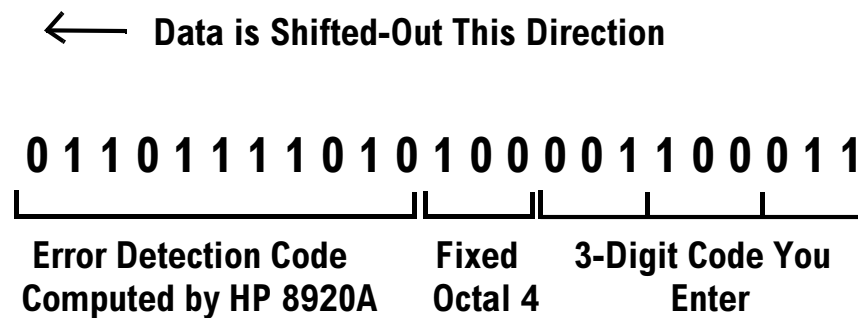 Data is Shifted-Out This Direction
0 1 1 0 1 1 1 1 0 1 0 1 0 0 0 0 1 1 0 0 0 1 1
Error Detection Code Fixed 3-Digit Code You
Computed by HP 8920A Octal 4 Enter